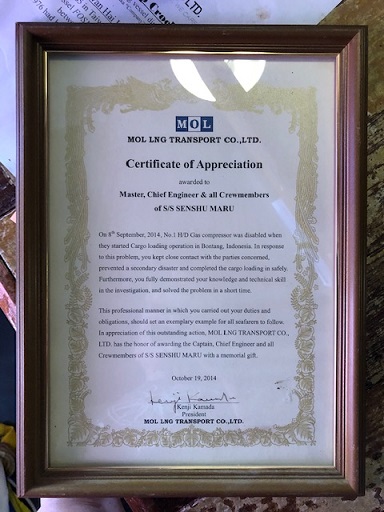 LTD.
MOL
MOL LNG TRANSPORT CO.,LTD.
Certificate of Appreciation
awarded to
Master, Chief Engineer & all Crewmembers
of S/S SENSHU MARU
On 8th September, 2014, No.1 H/D Gas compressor was disabled when
they started Cargo loading operation in Bontang, Indonesia. In response
to this problem, you kept close contact with the parties concerned,
prevented a secondary disaster and completed the cargo loading in safely.
Furthermore, you fully demonstrated your knowledge and technical skill
in the investigation, and solved the problem in a short time.
This professional manner in which you carried out your duties and
obligations, should set an exemplary example for all seafarers to follow.
In appreciation of this outstanding action, MOL LNG TRANSPORT CO.,
LTD. has the honor of awarding the Captain, Chief Engineer and all
Crewmembers of S/S SENSHU MARU with a memorial gift.
October 19, 2014
Kenji Kamada
Kenji Kamada
President
MOL LNG TRANSPORT CO.,LTD.